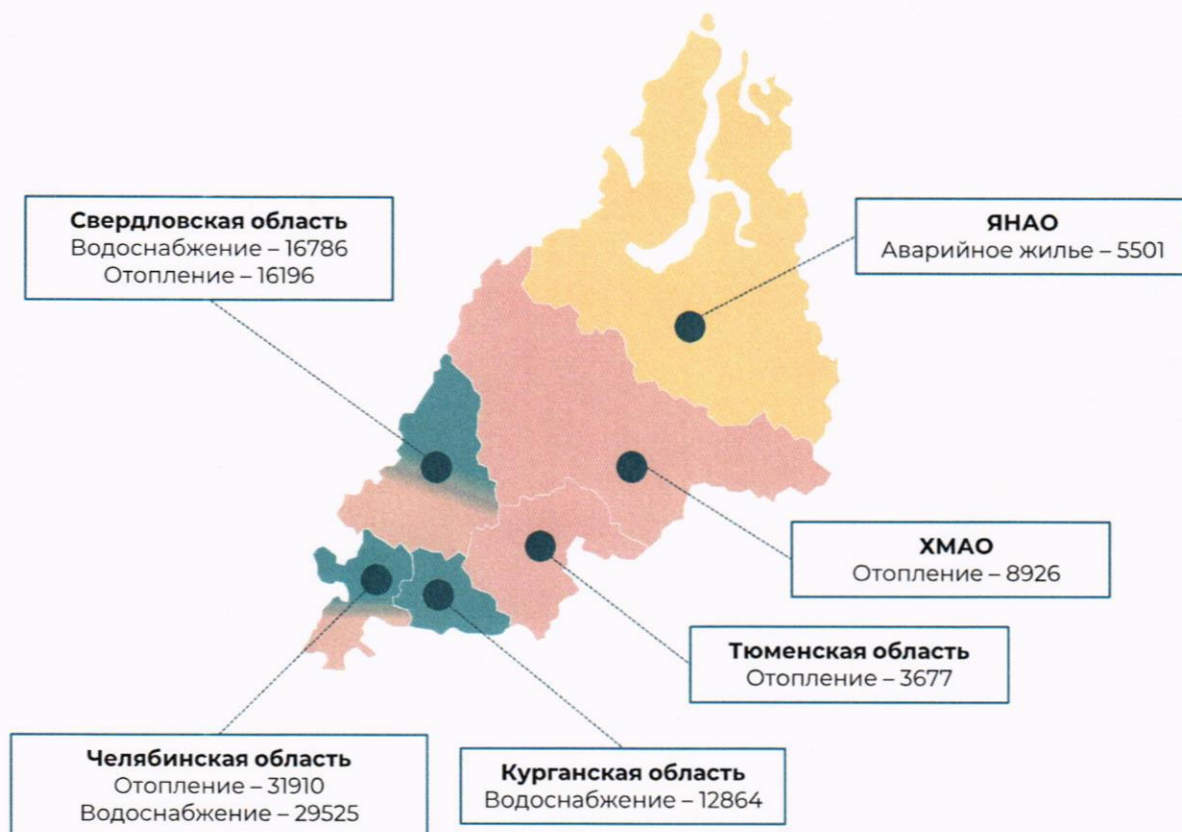 Свердловская область
Водоснабжение – 16786
Отопление – 16196
ЯНАО
Аварийное жилье – 5501
ХМАО
Отопление – 8926
Тюменская область
Отопление – 3677
Челябинская область
Отопление – 31910
Водоснабжение – 29525
Курганская область
Водоснабжение – 12864